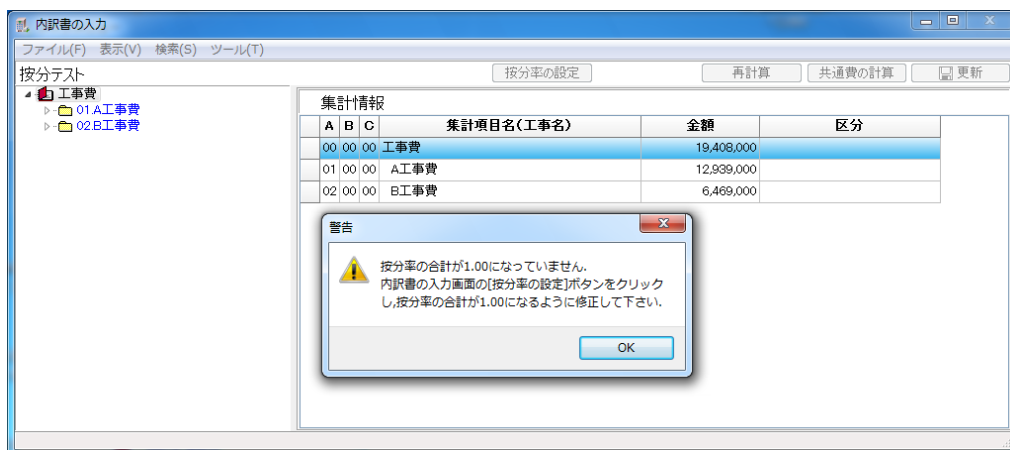 内訳書の入力
ファイル(F) 表示(V) 検索(S) ツール(T)
按分テスト 按分率の設定 再計算 共通費の計算 更新
工事費
01.A工事費
02.B工事費
集計情報
A B C 集計項目名(工事名) 金額 区分
00 00 00 工事費 19,408,000
01 00 00 A工事費 12,939,000
02 00 00 B工事費 6,469,000
警告
按分率の合計が1.00になっていません.
内訳書の入力画面の[按分率の設定]ボタンをクリック
し,按分率の合計が1.00になるように修正して下さい.
OK